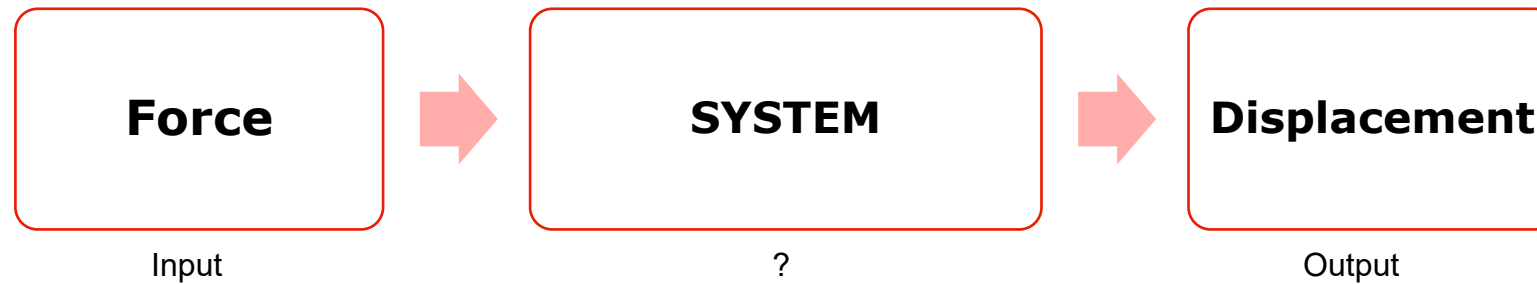 Force
SYSTEM
Displacement
Input
?
Output